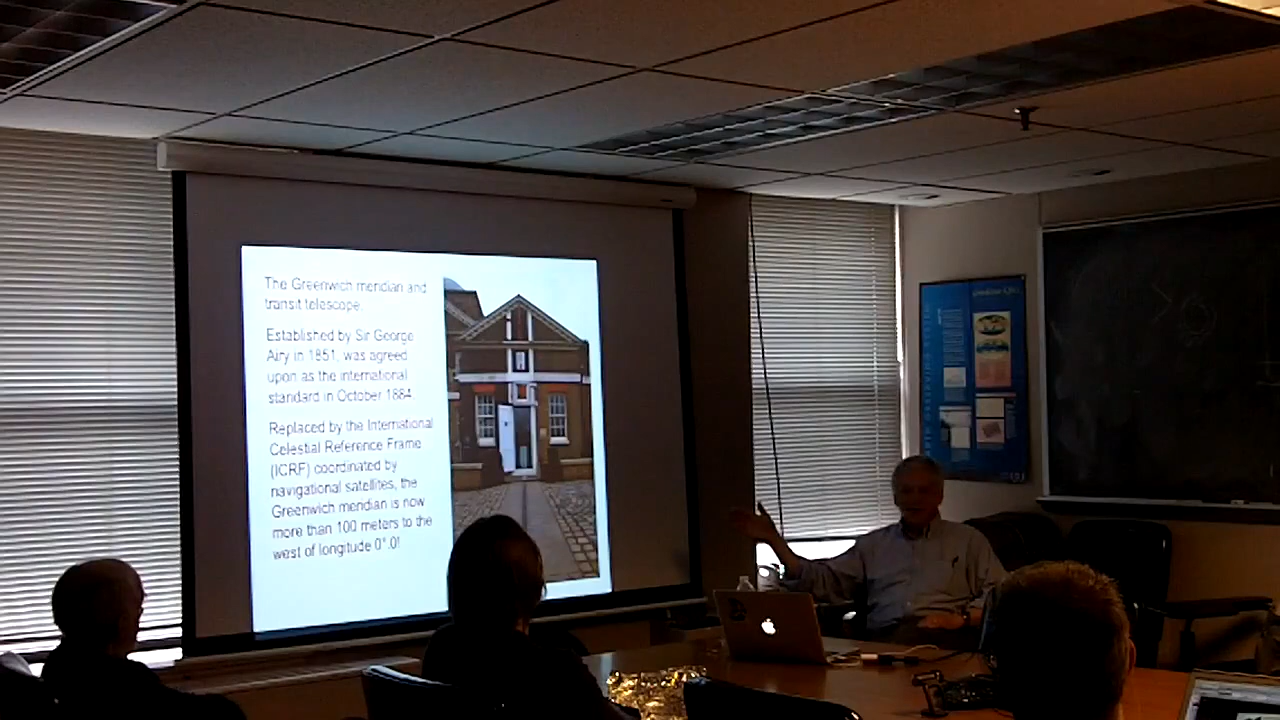 The Greenwich meridian and
transit telescope:
Established by Sir George
Airy in 1851, was agreed
upon as the international
standard in October 1884.
Replaced by the International
Celestial Reference Frame
(ICRF) coordinated by
navigational satellites, the
Greenwich meridian is now
more than 100 meters to the
west of longitude 0°.0!